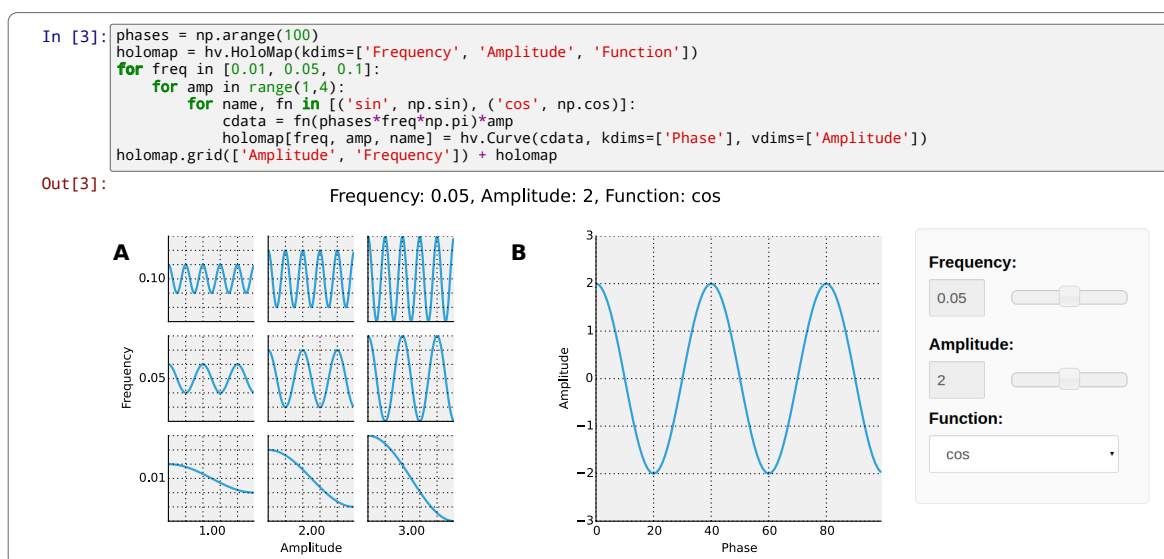 In [3]:
phases = np.arange(100)
holomap = hv.HoloMap(kdims=['Frequency', 'Amplitude', 'Function'])
for freq in [0.01, 0.05, 0.1]:
    for amp in range(1,4):
        for name, fn in [('sin', np.sin), ('cos', np.cos)]:
            cdata = fn(phases*freq*np.pi)*amp
            holomap[freq, amp, name] = hv.Curve(cdata, kdims=['Phase'], vdims=['Amplitude'])
holomap.grid(['Amplitude', 'Frequency']) + holomap
Out[3]:
Frequency: 0.05, Amplitude: 2, Function: cos
A
Frequency
0.10
0.05
0.01
1.00 2.00 3.00
Amplitude
B
Amplitude
3
2
1
0
−1
−2
−3
0 20 40 60 80
Phase
Frequency:
0.05
Amplitude:
2
Function:
cos